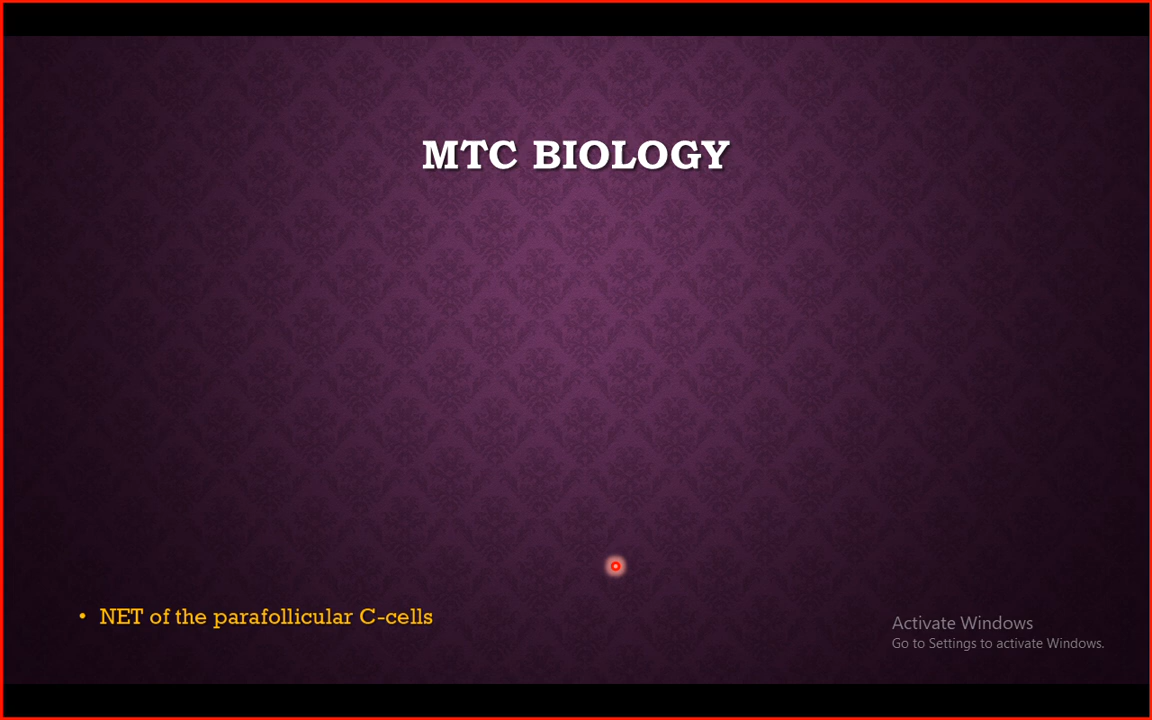 MTC BIOLOGY
• NET of the parafollicular C-cells
Activate Windows
Go to Settings to activate Windows.